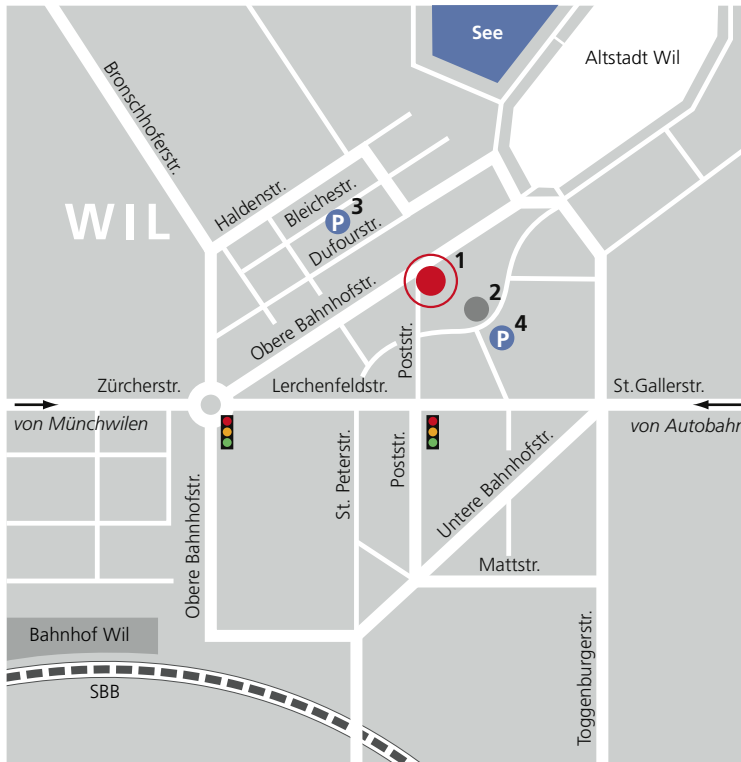 See
Altstadt Wil
Bronschhoferstr.
Haldenstr.
Bleichestr.
3
P
WIL
Dufourstr.
1
2
Obere Bahnhofstr.
4
P
Poststr.
Zürcherstr.
Lerchenfeldstr.
St.Gallerstr.
von Münchwilen
von Autobahn
St. Peterstr.
Poststr.
Untere Bahnhofstr.
Obere Bahnhofstr.
Mattstr.
Toggenburgerstr.
Bahnhof Wil
SBB